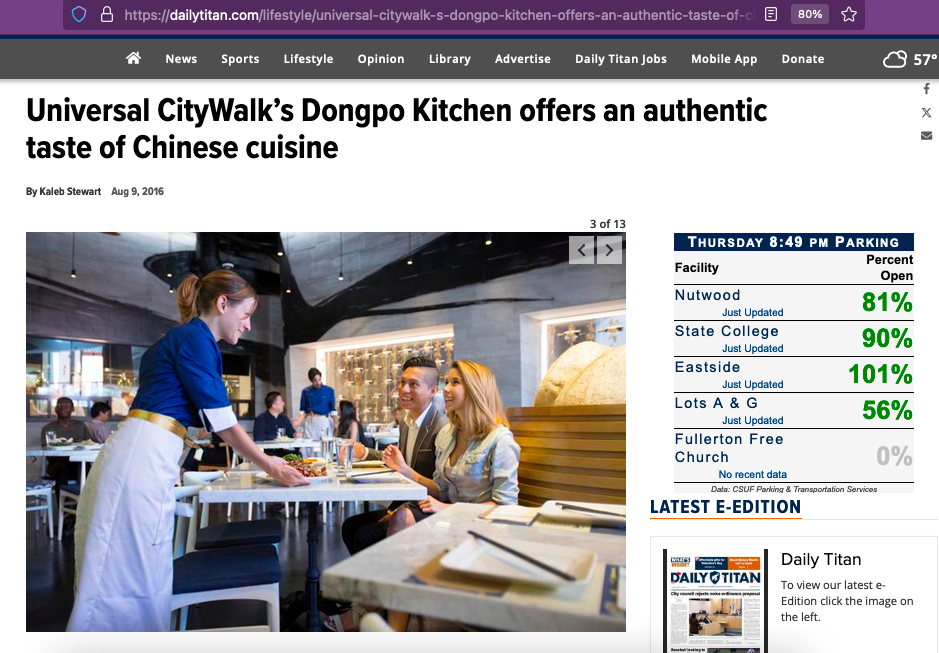 https://dailytitan.com/lifestyle/universal-citywalk-s-dongpo-kitchen-offers-an-authentic-taste-of-c
80%
News Sports Lifestyle Opinion Library Advertise Daily Titan Jobs Mobile App Donate
57°
Universal CityWalk’s Dongpo Kitchen offers an authentic
taste of Chinese cuisine
By Kaleb Stewart Aug 9, 2016
3 of 13
Thursday 8:49 pm Parking
Facility Percent
Open
Nutwood 81%
Just Updated
State College 90%
Just Updated
Eastside 101%
Just Updated
Lots A & G 56%
Just Updated
Fullerton Free
Church 0%
No recent data
Data: CSUF Parking & Transportation Services
LATEST E-EDITION
WHAT'S
INSIDE?
DAILY TITAN
City council rejects noise ordinance proposal
Baseball looking to
Daily Titan
To view our latest e-
Edition click the image on
the left.